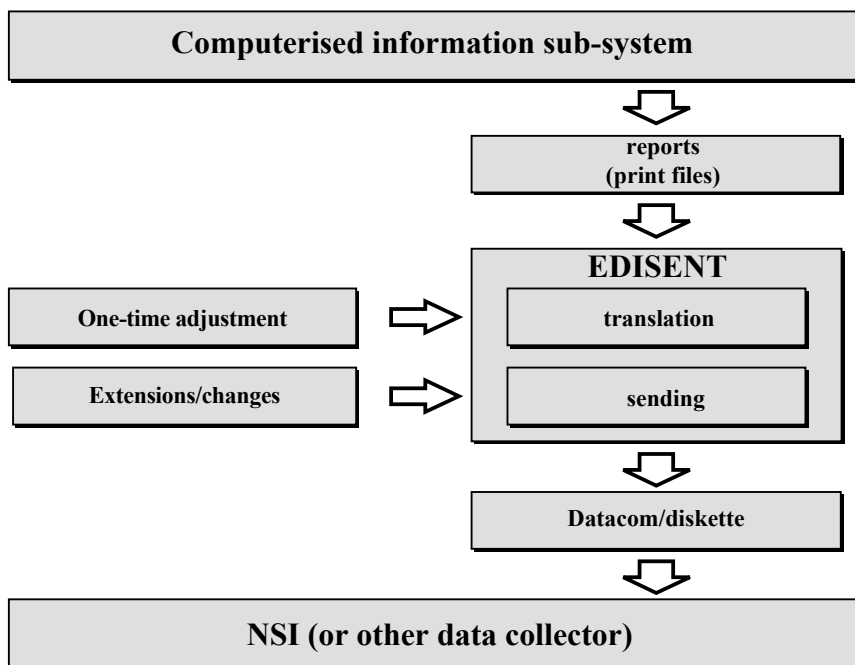 Computerised information sub-system
reports
(print files)
EDISENT
One-time adjustment
translation
Extensions/changes
sending
Datacom/diskette
NSI (or other data collector)